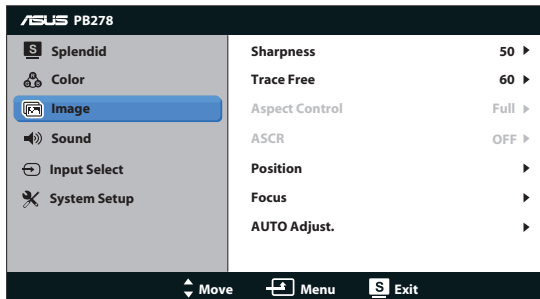 ASUS PB278
S Splendid
Color
Image
Sound
Input Select
System Setup
Sharpness 50
Trace Free 60
Aspect Control Full
ASCR OFF
Position
Focus
AUTO Adjust.
Move Menu S Exit